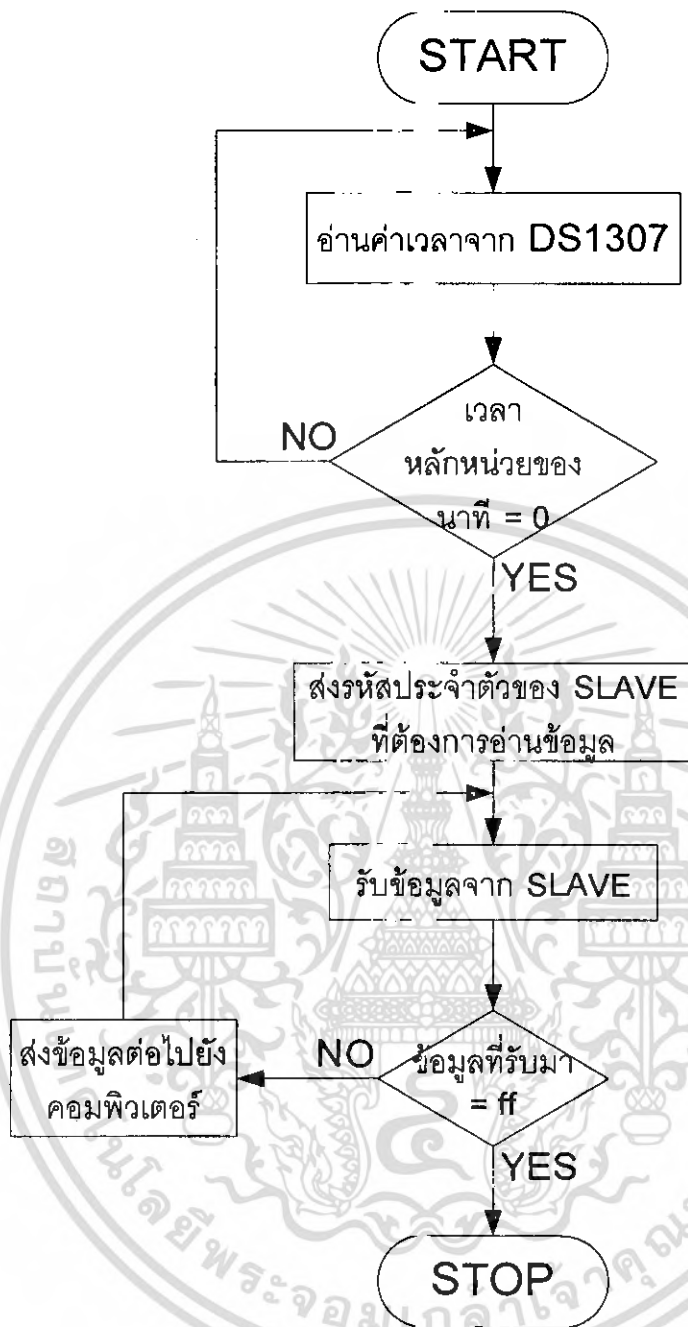 START
อ่านค่าเวลาจาก DS1307
เวลา
หลักหน่วยของ
นาที = 0
NO
YES
ส่งรหัสประจำตัวของ SLAVE
ที่ต้องการอ่านข้อมูล
รับข้อมูลจาก SLAVE
ข้อมูลที่รับมา
= ff
NO
ส่งข้อมูลต่อไปยัง
คอมพิวเตอร์
YES
STOP